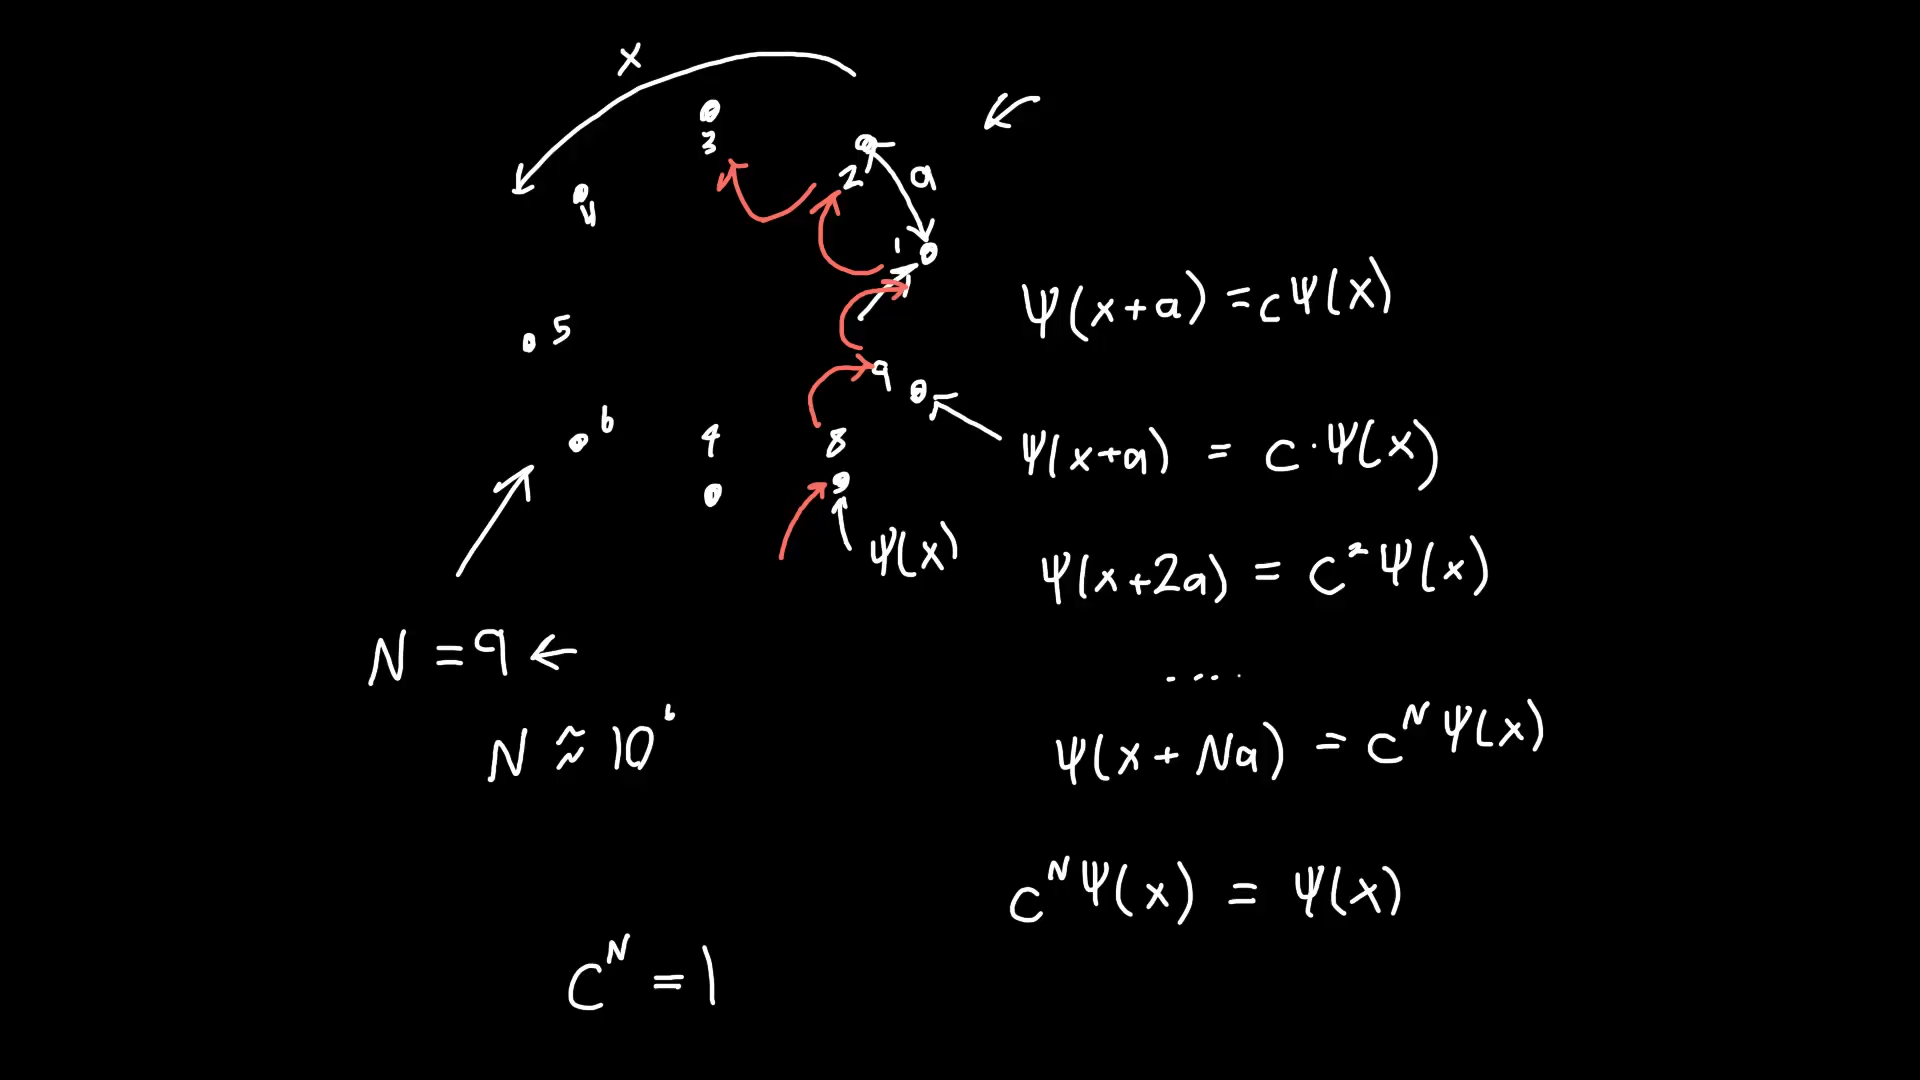 x
3
2
a
4
1
5
9
6
4
8
ψ(x)
ψ(x+a) = cψ(x)
ψ(x+a) = c·ψ(x)
ψ(x+2a) = c²ψ(x)
....
N = 9
N ≈ 10⁶
ψ(x + Na) = c^N ψ(x)
c^N ψ(x) = ψ(x)
c^N = 1